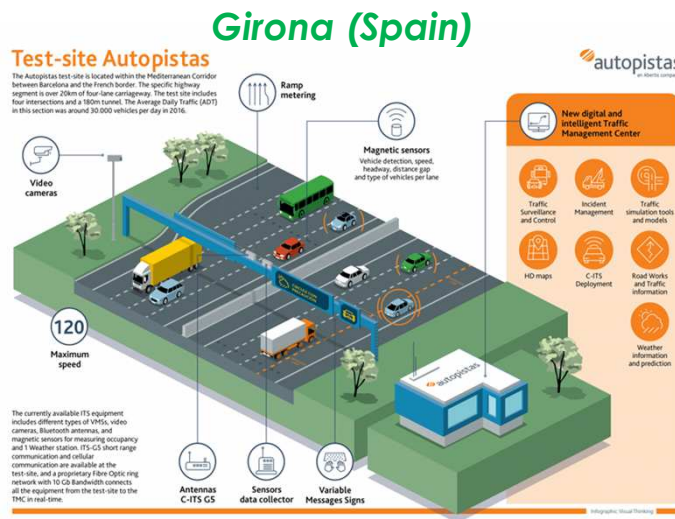 Girona (Spain)
Test-site Autopistas
The Autopistas test-site is located within the Mediterranean Corridor
between Barcelona and the French border. The specific highway
segment is over 20km of four-lane carriageway. The test site includes
four intersections and a 180m tunnel. The Average Daily Traffic (ADT)
in this section was around 30.000 vehicles per day in 2016.
autopistas
an Abertis company
Ramp
metering
Video
cameras
Magnetic sensors
Vehicle detection, speed,
headway, distance gap
and type of vehicles per lane
New digital and
intelligent Traffic
Management Center
Traffic
Surveillance
and Control
Incident
Management
Traffic
simulation tools
and models
HD maps
C-ITS
Deployment
Road Works
and Traffic
information
Weather
information
and prediction
120
Maximum
speed
autopistas
The currently available ITS equipment
includes different types of VMSs, video
cameras, Bluetooth antennas, and
magnetic sensors for measuring occupancy
and 1 Weather station. ITS-G5 short range
communication and cellular
communication are available at the
test-site, and a proprietary Fibre Optic ring
network with 10 Gb Bandwidth connects
all the equipment from the test-site to the
TMC in real-time.
Antennas
C-ITS G5
Sensors
data collector
Variable
Messages Signs
Infographic Visual Thinking